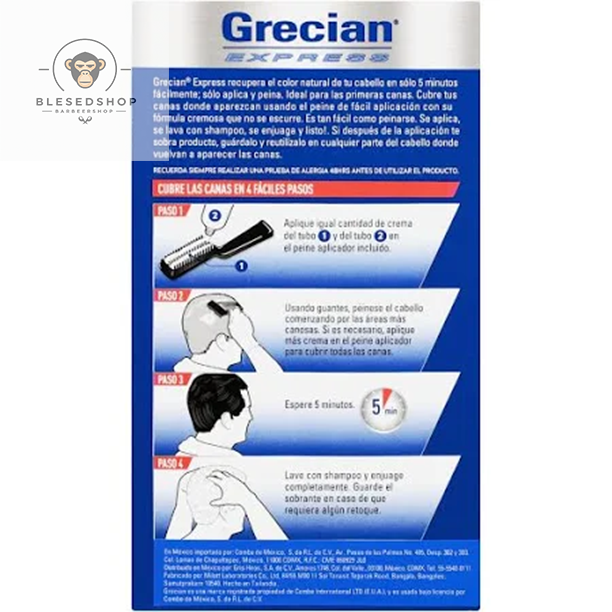 Grecian®
EXPRESS
BLESEDSHOP
BARBERSHOP
Grecian® Express recupera el color natural de tu cabello en sólo 5 minutos
fácilmente; sólo aplica y peina. Ideal para las primeras canas. Cubre tus
canas donde aparezcan usando el peine de fácil aplicación con su
fórmula cremosa que no se escurre. Es tan fácil como peinarse. Se aplica,
se lava con shampoo, se enjuaga y listo!. Si después de la aplicación te
sobra producto, guárdalo y reutilízalo en cualquier parte del cabello donde
vuelvan a aparecer las canas.
RECUERDA SIEMPRE REALIZAR UNA PRUEBA DE ALERGIA 48HRS ANTES DE UTILIZAR EL PRODUCTO.
CUBRE LAS CANAS EN 4 FÁCILES PASOS
PASO 1
2
1
Aplique igual cantidad de crema
del tubo 1 y del tubo 2 en
el peine aplicador incluido.
PASO 2
Usando guantes, péinese el cabello
comenzando por las áreas más
canosas. Si es necesario, aplique
más crema en el peine aplicador
para cubrir todas las canas.
PASO 3
Espere 5 minutos.
5 min
PASO 4
Lave con shampoo y enjuage
completamente. Guarde el
sobrante en caso de que
requiera algún retoque.
En México importado por: Combe de México, S. de R.L. de C.V., Av. Paseo de las Palmas No. 405, Desp. 302 y 303,
Col. Lomas de Chapultepec, México, 11000 CDMX, R.F.C.: CME
Distribuido en México por: S.A. de C.V., Amores 1746, Col. del Valle, 03100, México, CDMX, Tel:
Fabricado por: Milott Laboratories Co., Ltd,
Samutprakarn 10540. Hecho en Tailandia.
Grecian es una marca registrada propiedad de Combe International LTD (E.U.A.) y es usada bajo licencia por Combe
de México, S. de R.L. de C.V.